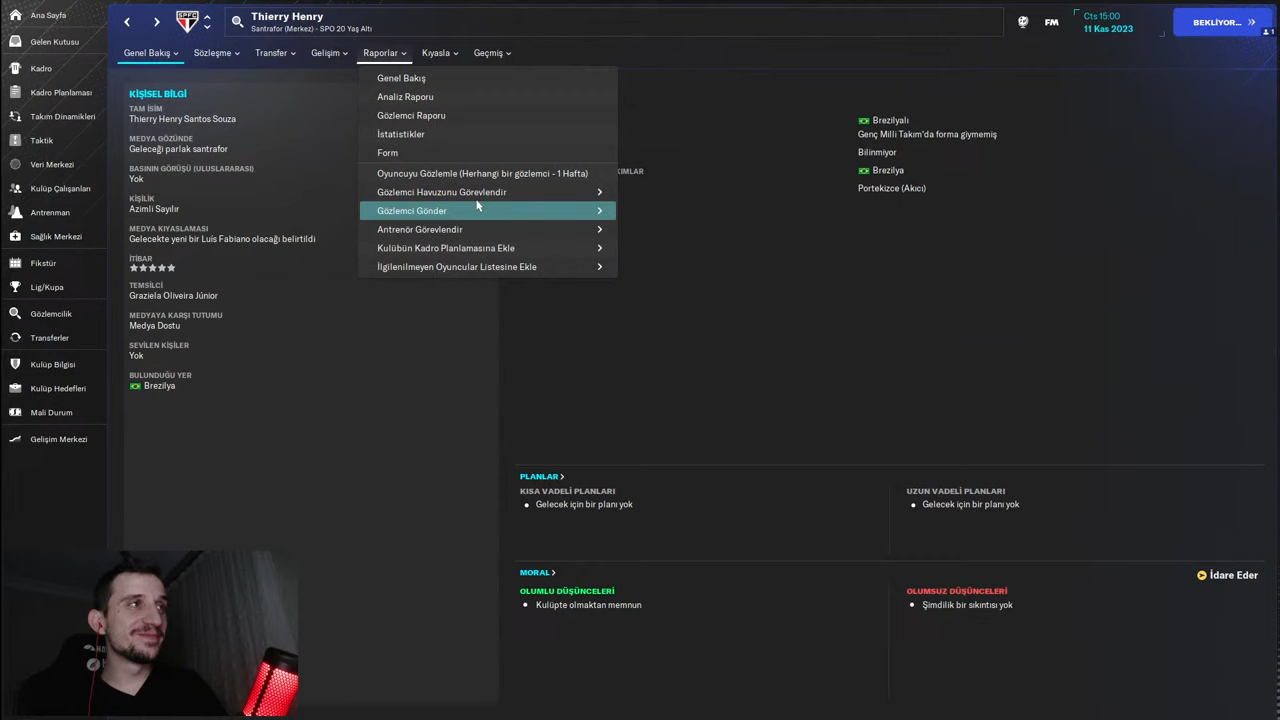 Ana Sayfa
Gelen Kutusu
Kadro
Kadro Planlaması
Takım Dinamikleri
Taktik
Veri Merkezi
Kulüp Çalışanları
Antrenman
Sağlık Merkezi
Fikstür
Lig/Kupa
Gözlemcilik
Transferler
Kulüp Bilgisi
Kulüp Hedefleri
Mali Durum
Gelişim Merkezi
SPFC
Thierry Henry
Santrafor (Merkez) - SPO 20 Yaş Altı
FM
Cts 15:00
11 Kas 2023
BEKLİYOR...
1
Genel Bakış
Sözleşme
Transfer
Gelişim
Raporlar
Kıyasla
Geçmiş
KİŞİSEL BİLGİ
TAM İSİM
Thierry Henry Santos Souza
MEDYA GÖZÜNDE
Geleceği parlak santrafor
BASININ GÖRÜŞÜ (ULUSLARARASI)
Yok
KİŞİLİK
Azimli Sayılır
MEDYA KIYASLAMASI
Gelecekte yeni bir Luís Fabiano olacağı belirtildi
İTİBAR
TEMSİLCİ
Graziela Oliveira Júnior
MEDYAYA KARŞI TUTUMU
Medya Dostu
SEVİLEN KİŞİLER
Yok
BULUNDUĞU YER
Brezilya
Genel Bakış
Analiz Raporu
Gözlemci Raporu
İstatistikler
Form
Oyuncuyu Gözlemle (Herhangi bir gözlemci - 1 Hafta)
Gözlemci Havuzunu Görevlendir
Gözlemci Gönder
Antrenör Görevlendir
Kulübün Kadro Planlamasına Ekle
İlgilenilmeyen Oyuncular Listesine Ekle
KIMLAR
Brezilyalı
Genç Milli Takım'da forma giymemiş
Bilinmiyor
Brezilya
Portekizce (Akıcı)
PLANLAR
KISA VADELİ PLANLARI
Gelecek için bir planı yok
UZUN VADELİ PLANLARI
Gelecek için bir planı yok
MORAL
İdare Eder
OLUMLU DÜŞÜNCELERİ
Kulüpte olmaktan memnun
OLUMSUZ DÜŞÜNCELERİ
Şimdilik bir sıkıntısı yok